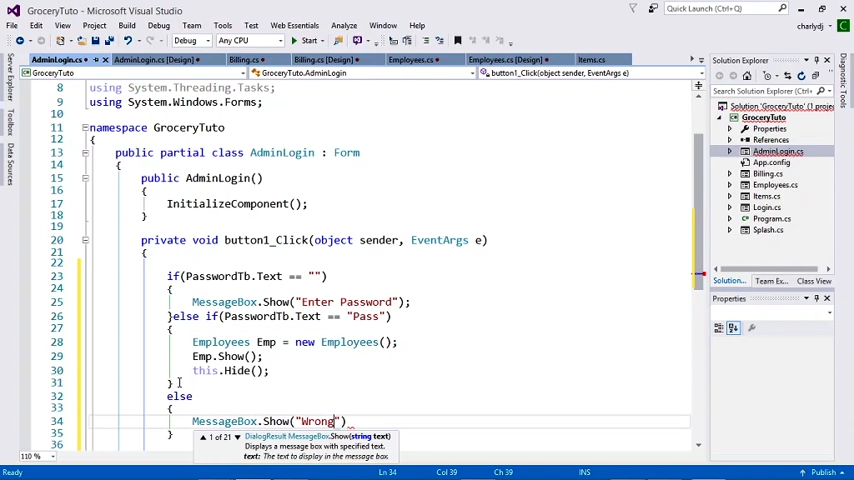 GroceryTuto - Microsoft Visual Studio
Quick Launch (Ctrl+Q)
File Edit View Project Build Debug Team Tools Test Web Essentials Analyze Window Help
charlydj
Debug Any CPU Start
AdminLogin.cs AdminLogin.cs [Design] Billing.cs Billing.cs [Design] Employees.cs Employees.cs [Design] Items.cs
GroceryTuto GroceryTuto.AdminLogin button1_Click(object sender, EventArgs e)
8 using System.Threading.Tasks;
9 using System.Windows.Forms;
10
11 namespace GroceryTuto
12 {
13 public partial class AdminLogin : Form
14 {
15 public AdminLogin()
16 {
17 InitializeComponent();
18 }
19
20 private void button1_Click(object sender, EventArgs e)
21 {
22
23 if(PasswordTb.Text == "")
24 {
25 MessageBox.Show("Enter Password");
26 }else if(PasswordTb.Text == "Pass")
27 {
28 Employees Emp = new Employees();
29 Emp.Show();
30 this.Hide();
31 }
32 else
33 {
34 MessageBox.Show("Wrong")
35 }
36
1 of 21 DialogResult MessageBox.Show(string text)
Displays a message box with specified text.
text: The text to display in the message box.
110 %
Server Explorer
Toolbox
Data Sources
Solution Explorer
Search Solution Explorer (Ctrl+;)
Solution 'GroceryTuto' (1 projec
GroceryTuto
Properties
References
AdminLogin.cs
App.config
Billing.cs
Employees.cs
Items.cs
Login.cs
Program.cs
Splash.cs
Solution... Team Ex... Class View
Properties
Diagnostic Tools
Ready Ln 34 Col 39 Ch 39 INS Publish